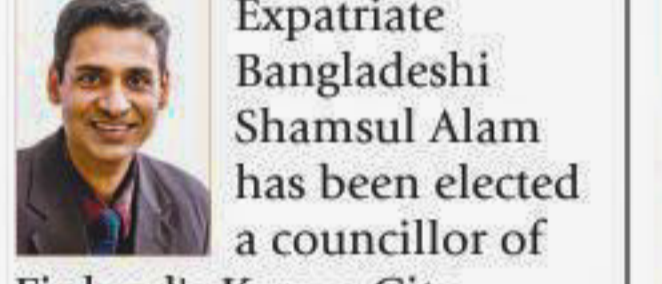 Expatriate
Bangladeshi
Shamsul Alam
has been elected
a councillor of